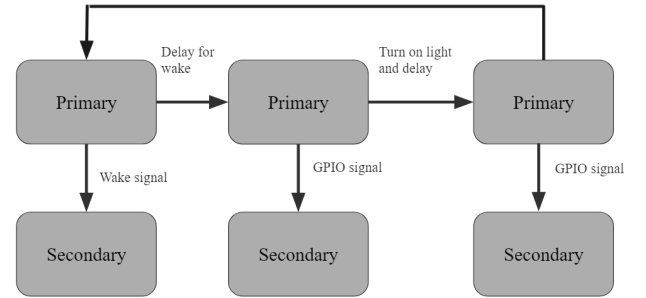 Delay for
wake
Turn on light
and delay
Primary
Primary
Primary
Wake signal
GPIO signal
GPIO signal
Secondary
Secondary
Secondary